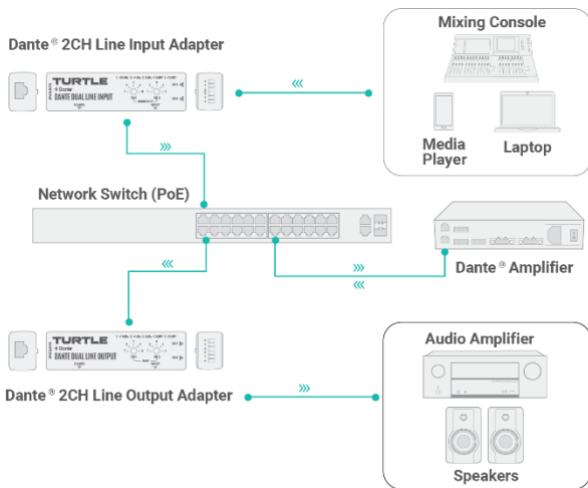 Mixing Console
Dante® 2CH Line Input Adapter
TURTLE
DANTE DUAL LINE INPUT
Media Player
Laptop
Network Switch (PoE)
Dante® Amplifier
TURTLE
DANTE DUAL LINE OUTPUT
Audio Amplifier
Dante® 2CH Line Output Adapter
Speakers